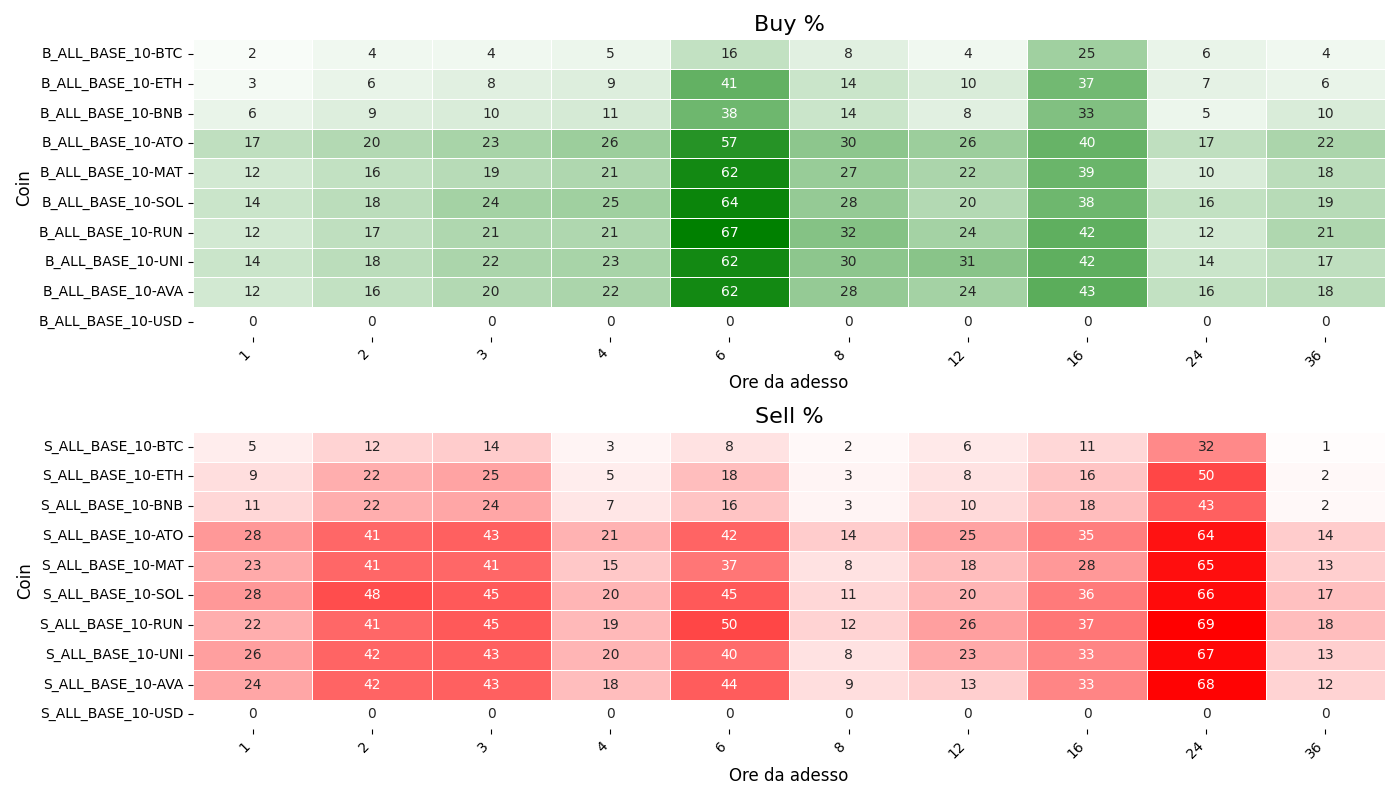 Buy %
Coin
B_ALL_BASE_10-BTC 2 4 4 5 16 8 4 25 6 4
B_ALL_BASE_10-ETH 3 6 8 9 41 14 10 37 7 6
B_ALL_BASE_10-BNB 6 9 10 11 38 14 8 33 5 10
B_ALL_BASE_10-ATO 17 20 23 26 57 30 26 40 17 22
B_ALL_BASE_10-MAT 12 16 19 21 62 27 22 39 10 18
B_ALL_BASE_10-SOL 14 18 24 25 64 28 20 38 16 19
B_ALL_BASE_10-RUN 12 17 21 21 67 32 24 42 12 21
B_ALL_BASE_10-UNI 14 18 22 23 62 30 31 42 14 17
B_ALL_BASE_10-AVA 12 16 20 22 62 28 24 43 16 18
B_ALL_BASE_10-USD 0 0 0 0 0 0 0 0 0 0
1 2 3 4 6 8 12 16 24 36
Ore da adesso
Sell %
Coin
S_ALL_BASE_10-BTC 5 12 14 3 8 2 6 11 32 1
S_ALL_BASE_10-ETH 9 22 25 5 18 3 8 16 50 2
S_ALL_BASE_10-BNB 11 22 24 7 16 3 10 18 43 2
S_ALL_BASE_10-ATO 28 41 43 21 42 14 25 35 64 14
S_ALL_BASE_10-MAT 23 41 41 15 37 8 18 28 65 13
S_ALL_BASE_10-SOL 28 48 45 20 45 11 20 36 66 17
S_ALL_BASE_10-RUN 22 41 45 19 50 12 26 37 69 18
S_ALL_BASE_10-UNI 26 42 43 20 40 8 23 33 67 13
S_ALL_BASE_10-AVA 24 42 43 18 44 9 13 33 68 12
S_ALL_BASE_10-USD 0 0 0 0 0 0 0 0 0 0
1 2 3 4 6 8 12 16 24 36
Ore da adesso